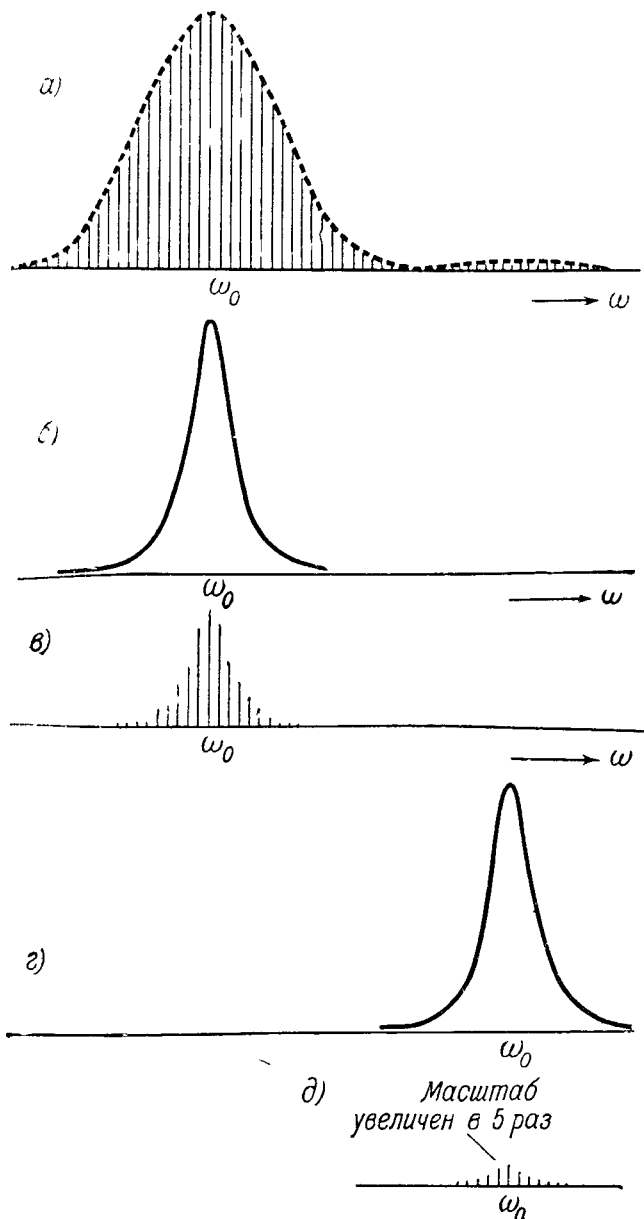 а)
ω₀
ω
б)
ω₀
ω
в)
ω₀
ω
г)
ω₀
д)
Масштаб
увеличен в 5 раз
ω₀